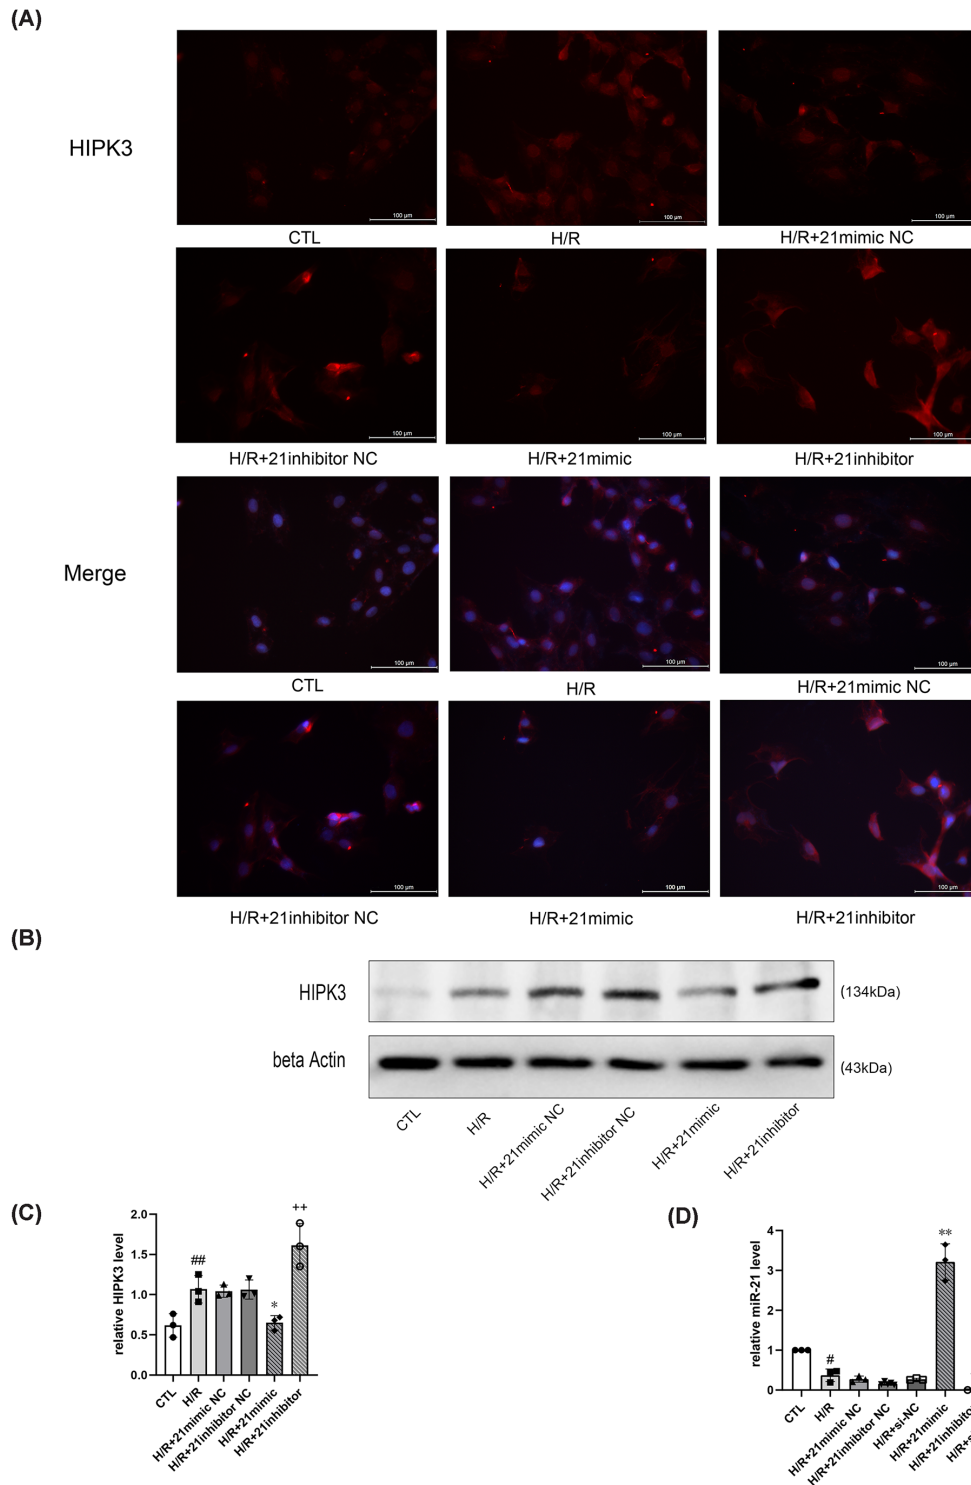 (A)
HIPK3
100 µm
100 µm
100 µm
CTL
H/R
H/R+21mimic NC
100 µm
100 µm
100 µm
H/R+21inhibitor NC
H/R+21mimic
H/R+21inhibitor
Merge
100 µm
100 µm
100 µm
CTL
H/R
H/R+21mimic NC
100 µm
100 µm
100 µm
H/R+21inhibitor NC
H/R+21mimic
H/R+21inhibitor
(B)
HIPK3
(134kDa)
beta Actin
(43kDa)
CTL
H/R
H/R+21mimic NC
H/R+21inhibitor NC
H/R+21mimic
H/R+21inhibitor
(C)
relative HIPK3 level
2.0
1.5
1.0
0.5
0.0
##
*
++
CTL
H/R
H/R+21mimic NC
H/R+21inhibitor NC
H/R+21mimic
H/R+21inhibitor
(D)
relative miR-21 level
4
3
2
1
0
#
**
CTL
H/R
H/R+21mimic NC
H/R+21inhibitor NC
H/R+si-NC
H/R+21mimic
H/R+21inhibitor
H/R+s